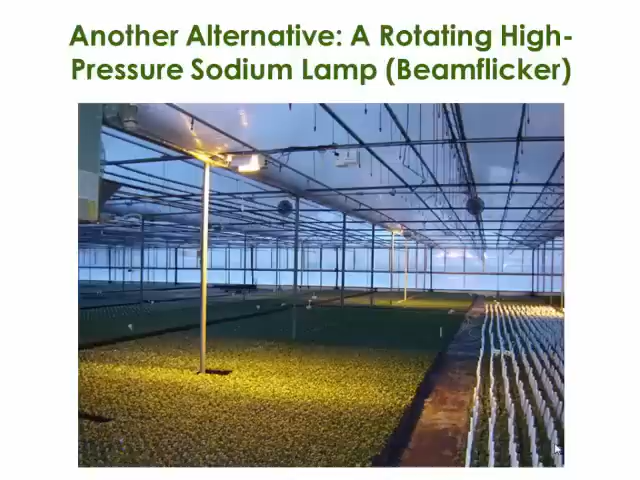 Another Alternative: A Rotating High-
Pressure Sodium Lamp (Beamflicker)